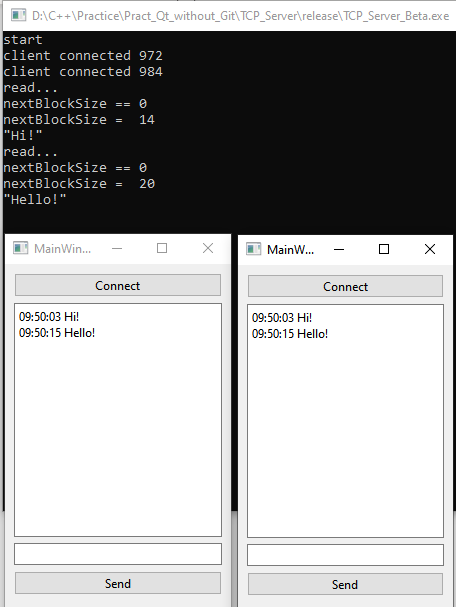 D:\C++\Practice\Pract_Qt_without_Git\TCP_Server\release\TCP_Server_Beta.exe
start
client connected 972
client connected 984
read...
nextBlockSize == 0
nextBlockSize =  14
"Hi!"
read...
nextBlockSize == 0
nextBlockSize =  20
"Hello!"
MainWin...
Connect
09:50:03 Hi!
09:50:15 Hello!
Send
MainW...
Connect
09:50:03 Hi!
09:50:15 Hello!
Send